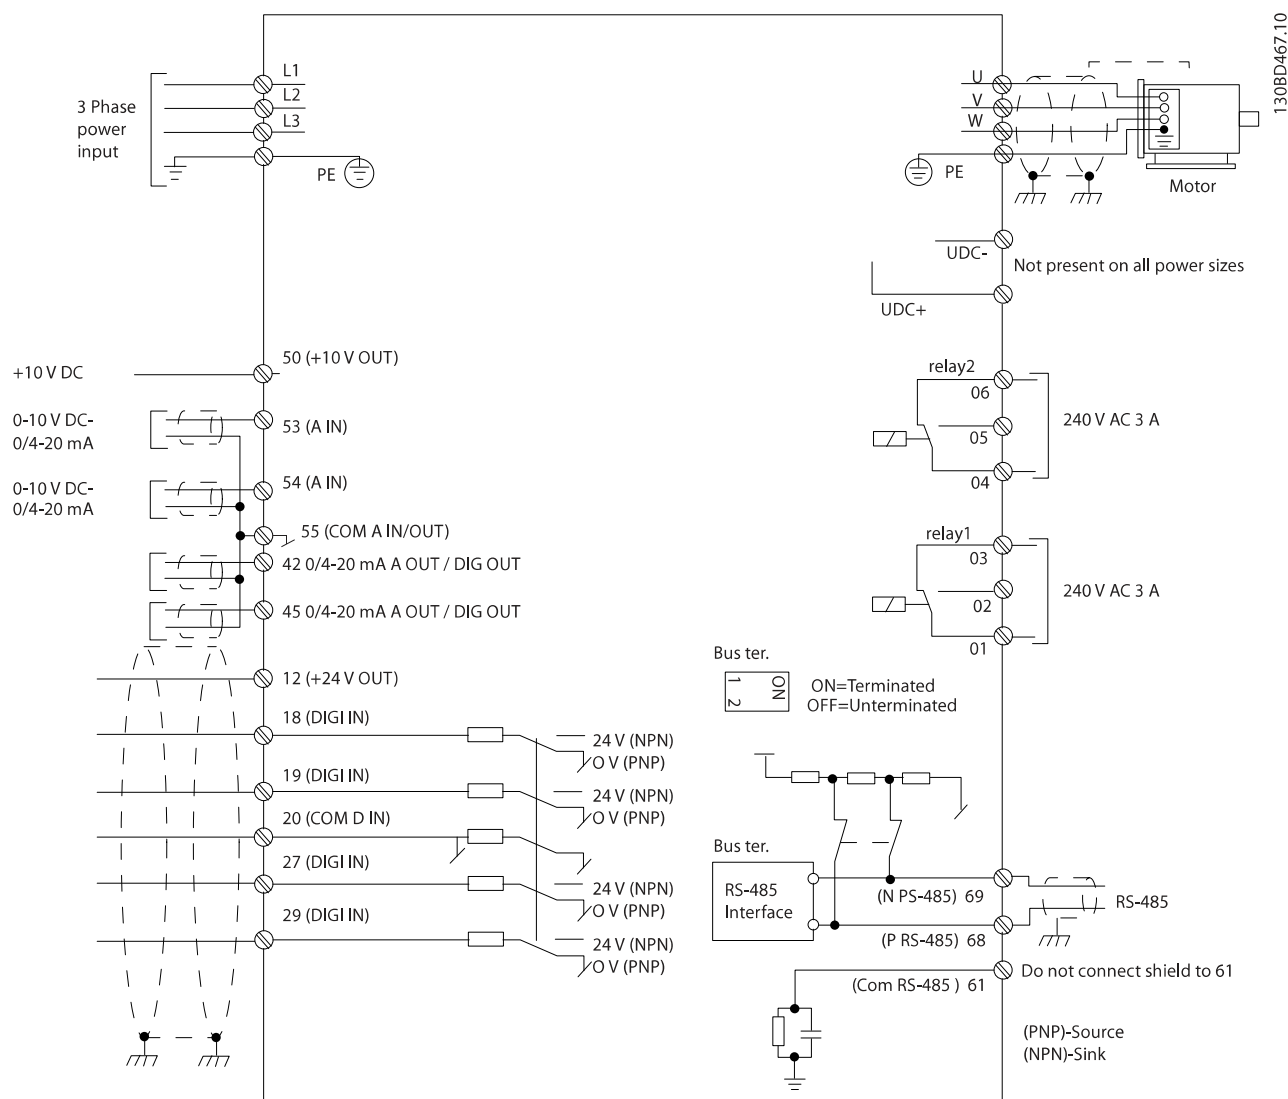 130BD467.10
3 Phase
power
input
L1
L2
L3
PE
U
V
W
PE
Motor
UDC-
Not present on all power sizes
UDC+
+10 V DC
50 (+10 V OUT)
0-10 V DC-
0/4-20 mA
53 (A IN)
0-10 V DC-
0/4-20 mA
54 (A IN)
55 (COM A IN/OUT)
42 0/4-20 mA A OUT / DIG OUT
45 0/4-20 mA A OUT / DIG OUT
12 (+24 V OUT)
18 (DIGI IN)
24 V (NPN)
O V (PNP)
19 (DIGI IN)
24 V (NPN)
O V (PNP)
20 (COM D IN)
27 (DIGI IN)
24 V (NPN)
O V (PNP)
29 (DIGI IN)
24 V (NPN)
O V (PNP)
relay2
06
05
04
240 V AC 3 A
relay1
03
02
01
240 V AC 3 A
Bus ter.
1
2
ON
ON=Terminated
OFF=Unterminated
Bus ter.
RS-485
Interface
(N PS-485) 69
RS-485
(P RS-485) 68
(Com RS-485 ) 61
Do not connect shield to 61
(PNP)-Source
(NPN)-Sink